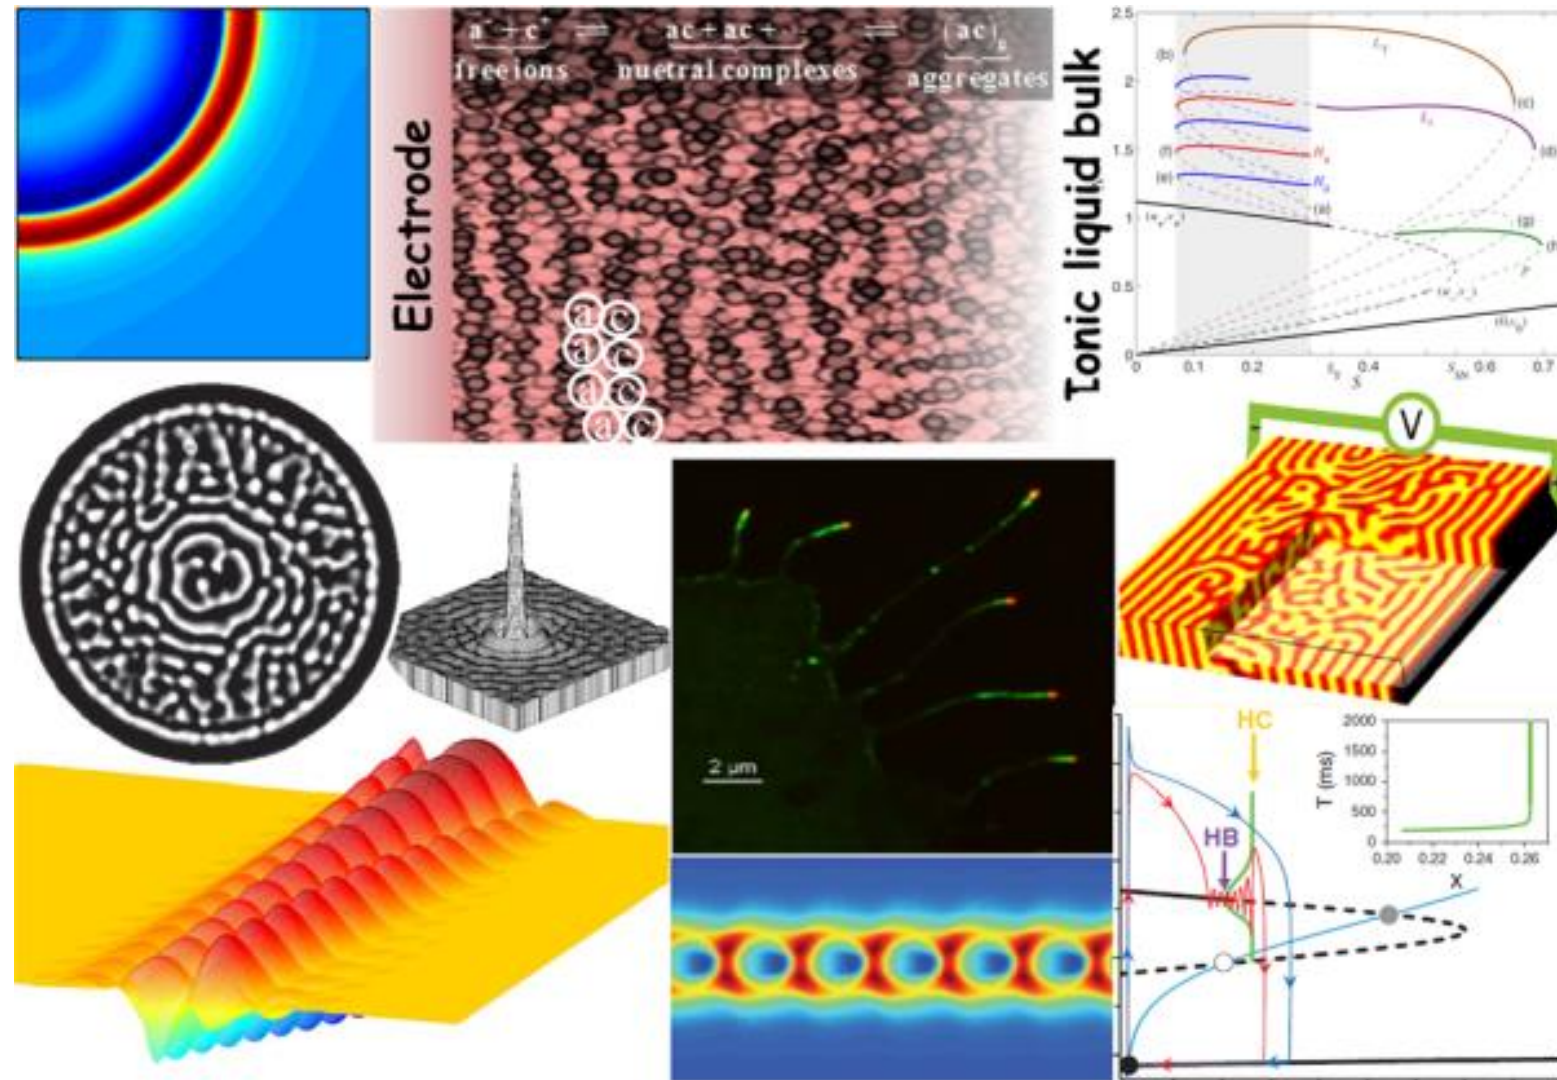 a⁻ + c⁺ ⇌ ac + ac + ... ⇌ (ac)
free ions nuetral complexes aggregates
Electrode
Ionic liquid bulk
a c
a c
a c
a c
2.5
2
1.5
1
0.5
0
0 0.1 0.2 0.4 0.6 0.7
S
(b)
(c)
(d)
(f)
(e)
(a)
(g)
V
2 μm
HC
HB
T (ms)
2000
1500
1000
500
0
0.20 0.22 0.24 0.26
X